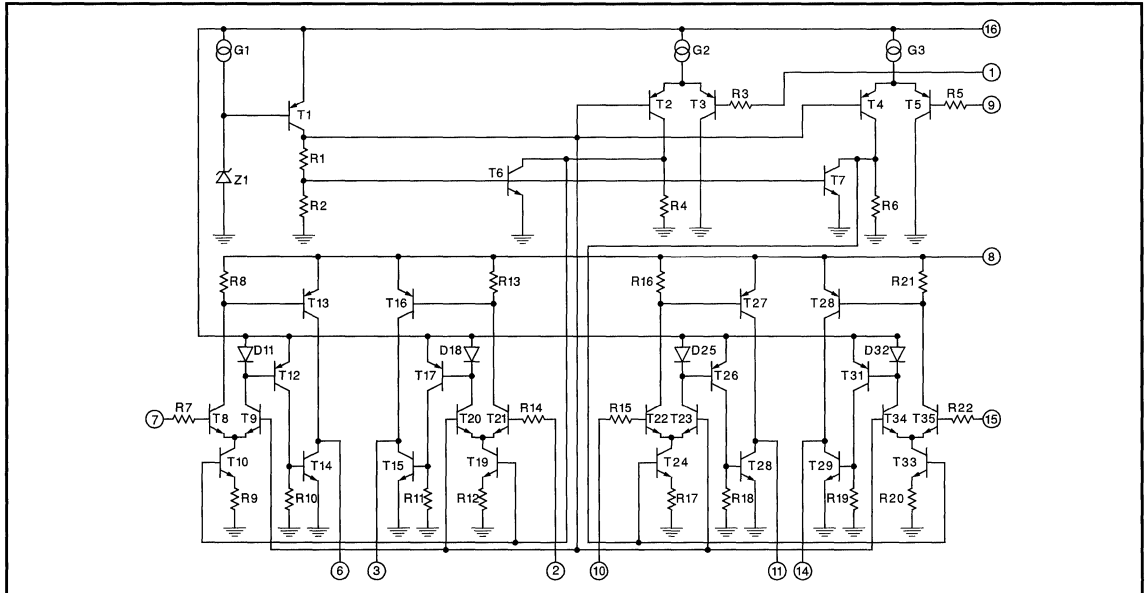 16
G1 G2 G3
1
R3 R5
T2 T3 T4 T5 9
T1
R1
T6 T7
Z1 R2 R4 R6
8
R8 R13 R16 R21
T13 T16 T27 T28
D11 D18 D25 D32
T12 T17 T26 T31
R7 R14 R15 R22
7 T8 T9 T20 T21 T22 T23 T34 T35 15
T10 T14 T15 T19 T24 T28 T29 T33
R9 R10 R11 R12 R17 R18 R19 R20
6 3 2 10 11 14